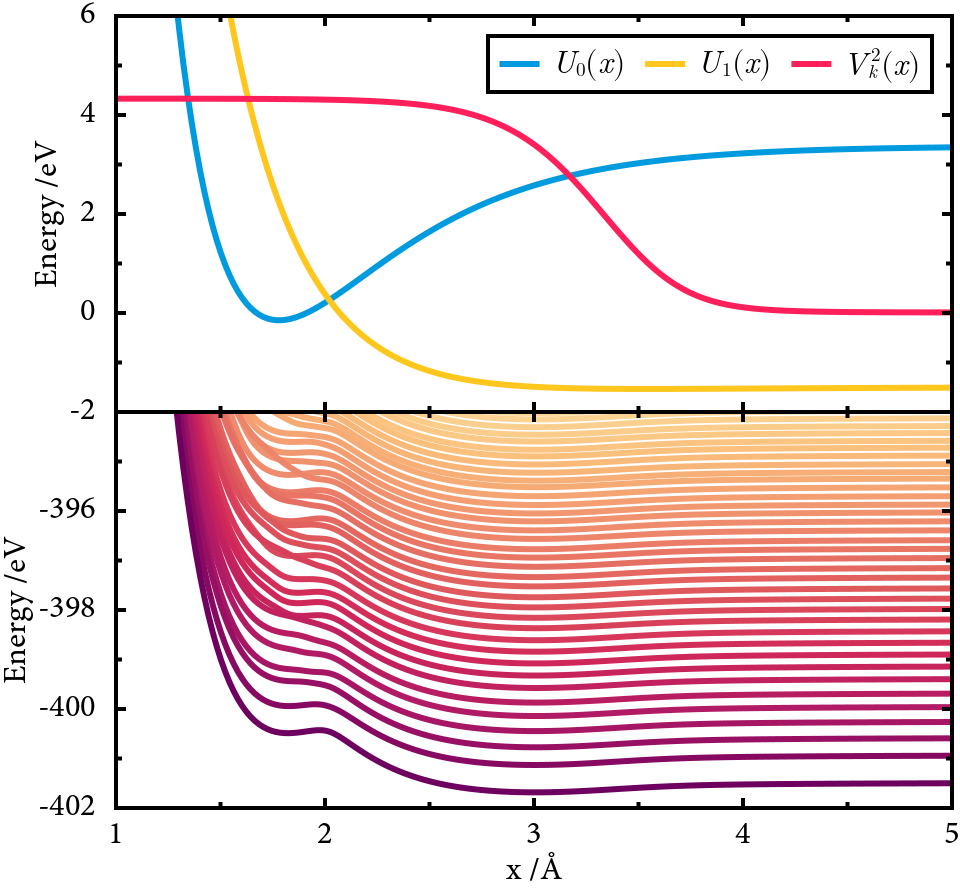 6
U₀(x) U₁(x) Vₖ²(x)
4
Energy /eV
2
0
-2
-396
Energy /eV
-398
-400
-402
1 2 3 4 5
x /Å